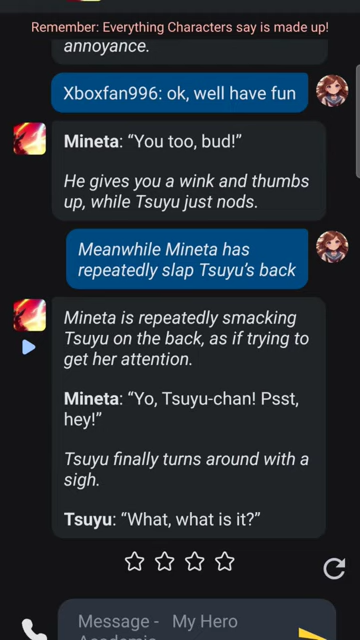 Remember: Everything Characters say is made up!
annoyance.
Xboxfan996: ok, well have fun
Mineta: “You too, bud!”
He gives you a wink and thumbs
up, while Tsuyu just nods.
Meanwhile Mineta has
repeatedly slap Tsuyu’s back
Mineta is repeatedly smacking
Tsuyu on the back, as if trying to
get her attention.
Mineta: “Yo, Tsuyu-chan! Psst,
hey!”
Tsuyu finally turns around with a
sigh.
Tsuyu: “What, what is it?”
Message - My Hero
Academia